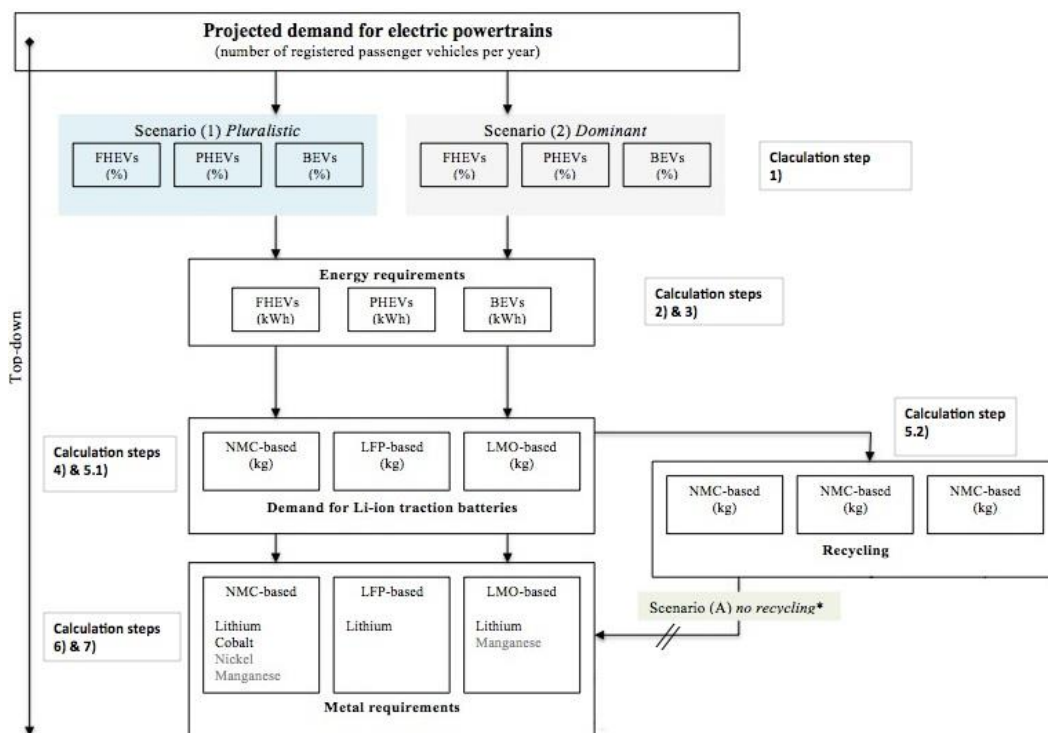 Projected demand for electric powertrains
(number of registered passenger vehicles per year)
Scenario (1) Pluralistic
FHEVs
(%)
PHEVs
(%)
BEVs
(%)
Scenario (2) Dominant
FHEVs
(%)
PHEVs
(%)
BEVs
(%)
Claculation step
1)
Energy requirements
FHEVs
(kWh)
PHEVs
(kWh)
BEVs
(kWh)
Calculation steps
2) & 3)
Top-down
Calculation steps
4) & 5.1)
NMC-based
(kg)
LFP-based
(kg)
LMO-based
(kg)
Demand for Li-ion traction batteries
Calculation step
5.2)
NMC-based
(kg)
NMC-based
(kg)
NMC-based
(kg)
Recycling
Scenario (A) no recycling*
Calculation steps
6) & 7)
NMC-based
Lithium
Cobalt
Nickel
Manganese
LFP-based
Lithium
LMO-based
Lithium
Manganese
Metal requirements